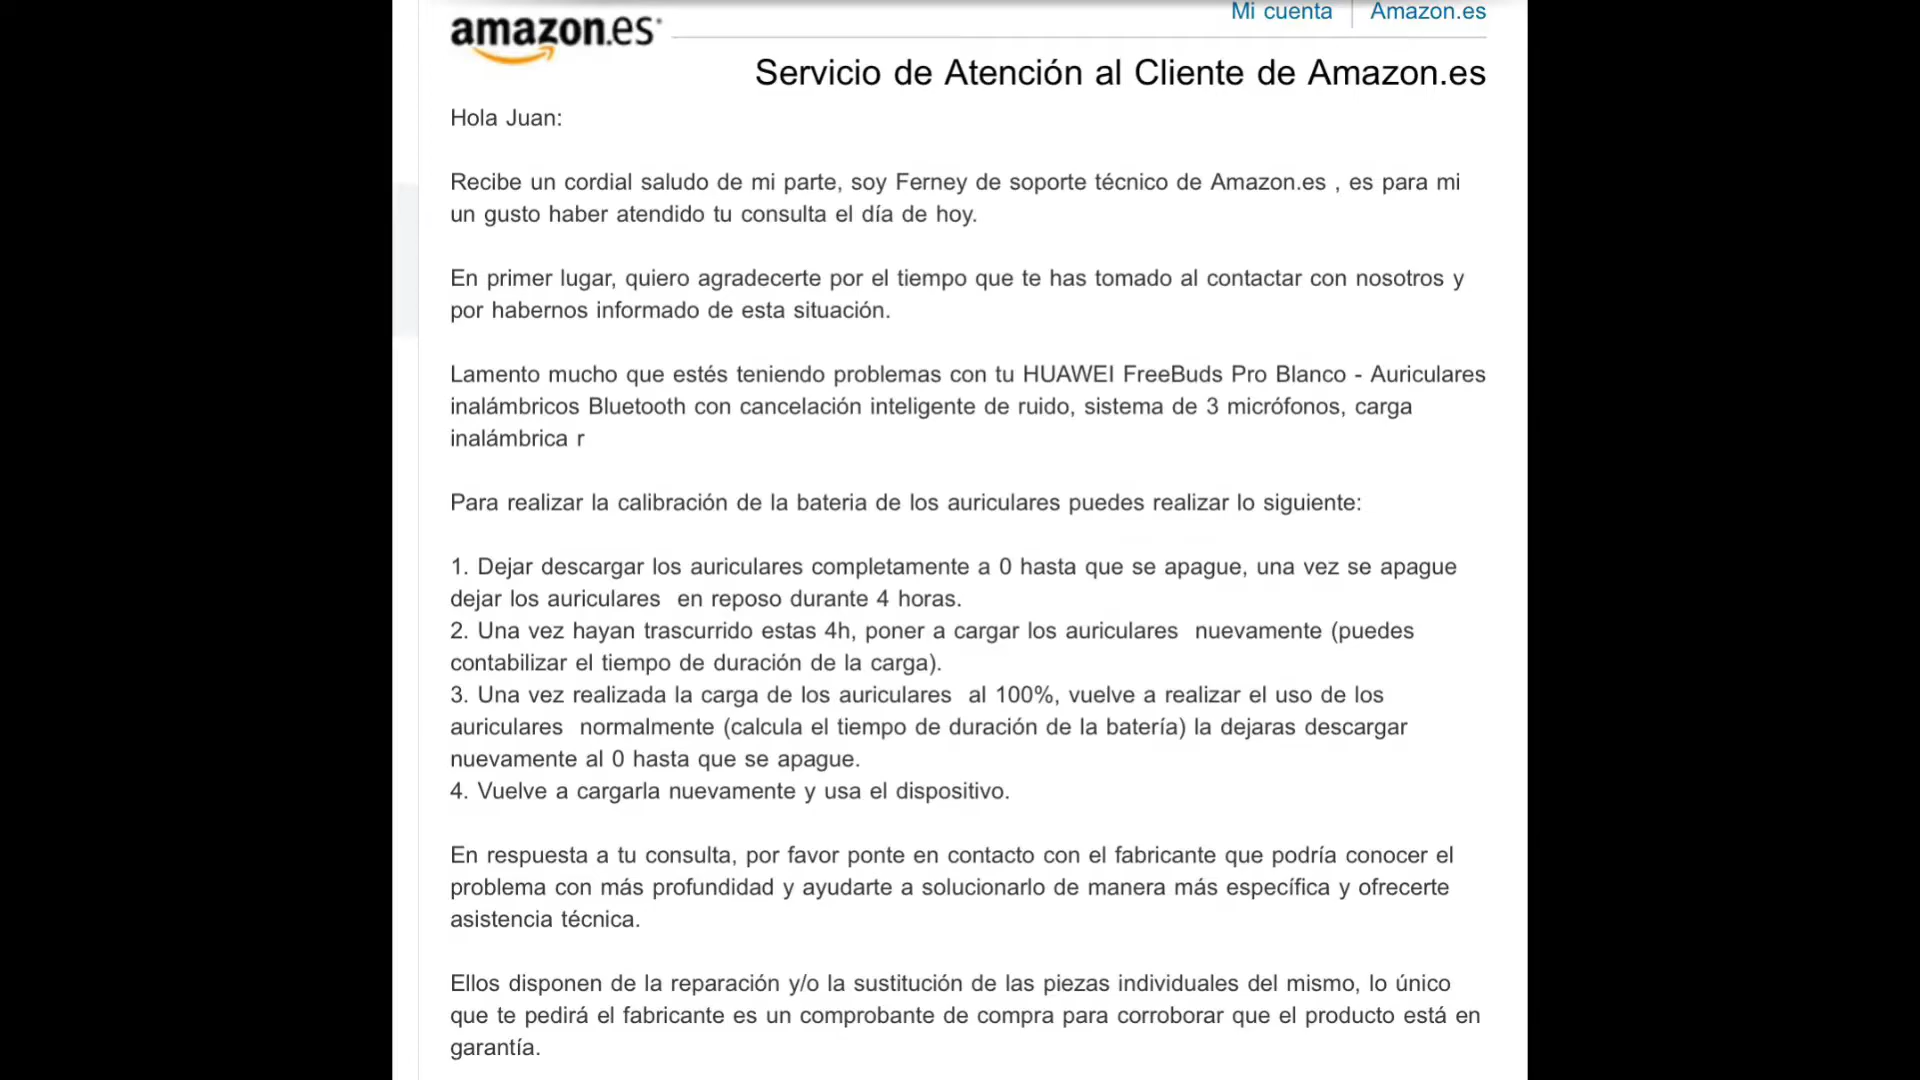 amazon.es
Mi cuenta Amazon.es
Servicio de Atención al Cliente de Amazon.es
Hola Juan:
Recibe un cordial saludo de mi parte, soy Ferney de soporte técnico de Amazon.es , es para mi
un gusto haber atendido tu consulta el día de hoy.
En primer lugar, quiero agradecerte por el tiempo que te has tomado al contactar con nosotros y
por habernos informado de esta situación.
Lamento mucho que estés teniendo problemas con tu HUAWEI FreeBuds Pro Blanco - Auriculares
inalámbricos Bluetooth con cancelación inteligente de ruido, sistema de 3 micrófonos, carga
inalámbrica r
Para realizar la calibración de la bateria de los auriculares puedes realizar lo siguiente:
1. Dejar descargar los auriculares completamente a 0 hasta que se apague, una vez se apague
dejar los auriculares  en reposo durante 4 horas.
2. Una vez hayan trascurrido estas 4h, poner a cargar los auriculares  nuevamente (puedes
contabilizar el tiempo de duración de la carga).
3. Una vez realizada la carga de los auriculares  al 100%, vuelve a realizar el uso de los
auriculares  normalmente (calcula el tiempo de duración de la batería) la dejaras descargar
nuevamente al 0 hasta que se apague.
4. Vuelve a cargarla nuevamente y usa el dispositivo.
En respuesta a tu consulta, por favor ponte en contacto con el fabricante que podría conocer el
problema con más profundidad y ayudarte a solucionarlo de manera más específica y ofrecerte
asistencia técnica.
Ellos disponen de la reparación y/o la sustitución de las piezas individuales del mismo, lo único
que te pedirá el fabricante es un comprobante de compra para corroborar que el producto está en
garantía.